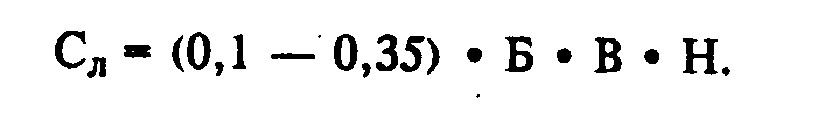 Сл = (0,1 — 0,35) • Б • В • Н.